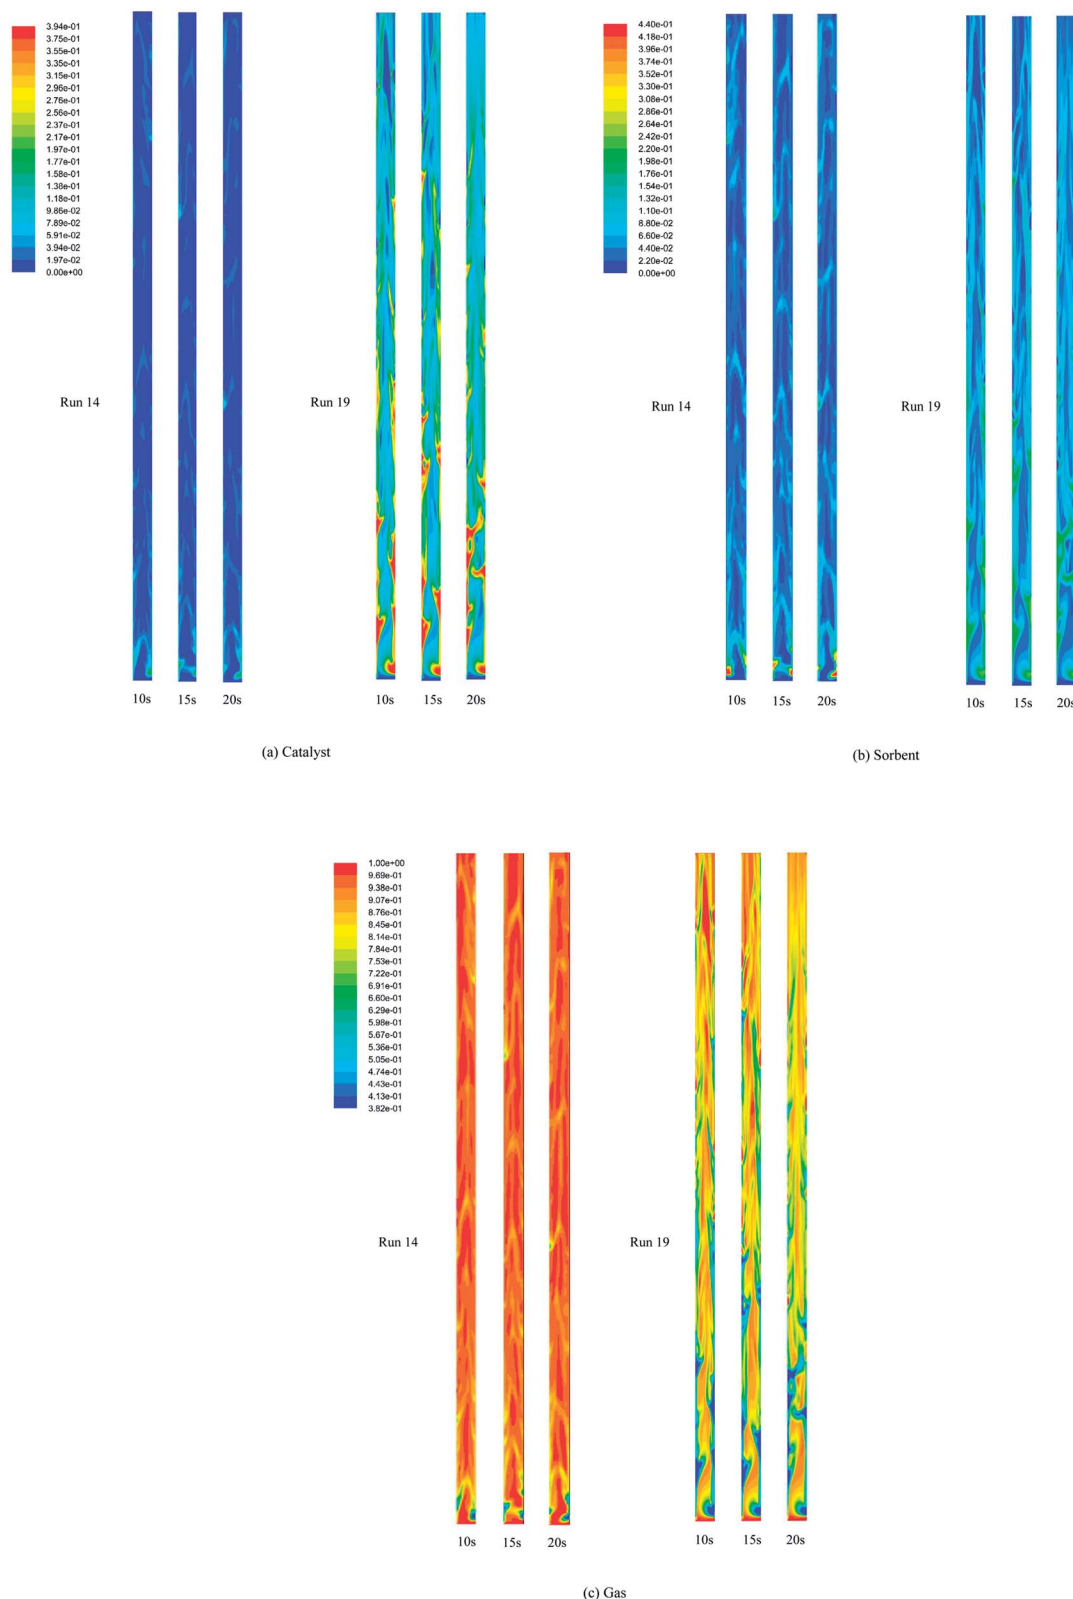 3.94e-01
3.75e-01
3.55e-01
3.35e-01
3.15e-01
2.96e-01
2.76e-01
2.56e-01
2.37e-01
2.17e-01
1.97e-01
1.77e-01
1.58e-01
1.38e-01
1.18e-01
9.86e-02
7.89e-02
5.91e-02
3.94e-02
1.97e-02
0.00e+00
Run 14
Run 19
10s
15s
20s
10s
15s
20s
(a) Catalyst
4.40e-01
4.18e-01
3.96e-01
3.74e-01
3.52e-01
3.30e-01
3.08e-01
2.86e-01
2.64e-01
2.42e-01
2.20e-01
1.98e-01
1.76e-01
1.54e-01
1.32e-01
1.10e-01
8.80e-02
6.60e-02
4.40e-02
2.20e-02
0.00e+00
Run 14
Run 19
10s
15s
20s
10s
15s
20s
(b) Sorbent
1.00e+00
9.69e-01
9.38e-01
9.07e-01
8.76e-01
8.45e-01
8.14e-01
7.84e-01
7.53e-01
7.22e-01
6.91e-01
6.60e-01
6.29e-01
5.98e-01
5.67e-01
5.36e-01
5.05e-01
4.74e-01
4.43e-01
4.13e-01
3.82e-01
Run 14
Run 19
10s
15s
20s
10s
15s
20s
(c) Gas